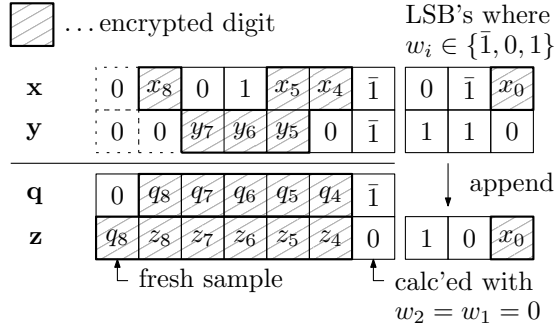 … encrypted digit
LSB's where
w_i ∈ {1̄, 0, 1}
x 0 x_8 0 1 x_5 x_4 1̄ 0 1̄ x_0
y 0 0 y_7 y_6 y_5 0 1̄ 1 1 0
append
q 0 q_8 q_7 q_6 q_5 q_4 1̄
z q_8 z_8 z_7 z_6 z_5 z_4 0 1 0 x_0
fresh sample
calc'ed with
w_2 = w_1 = 0